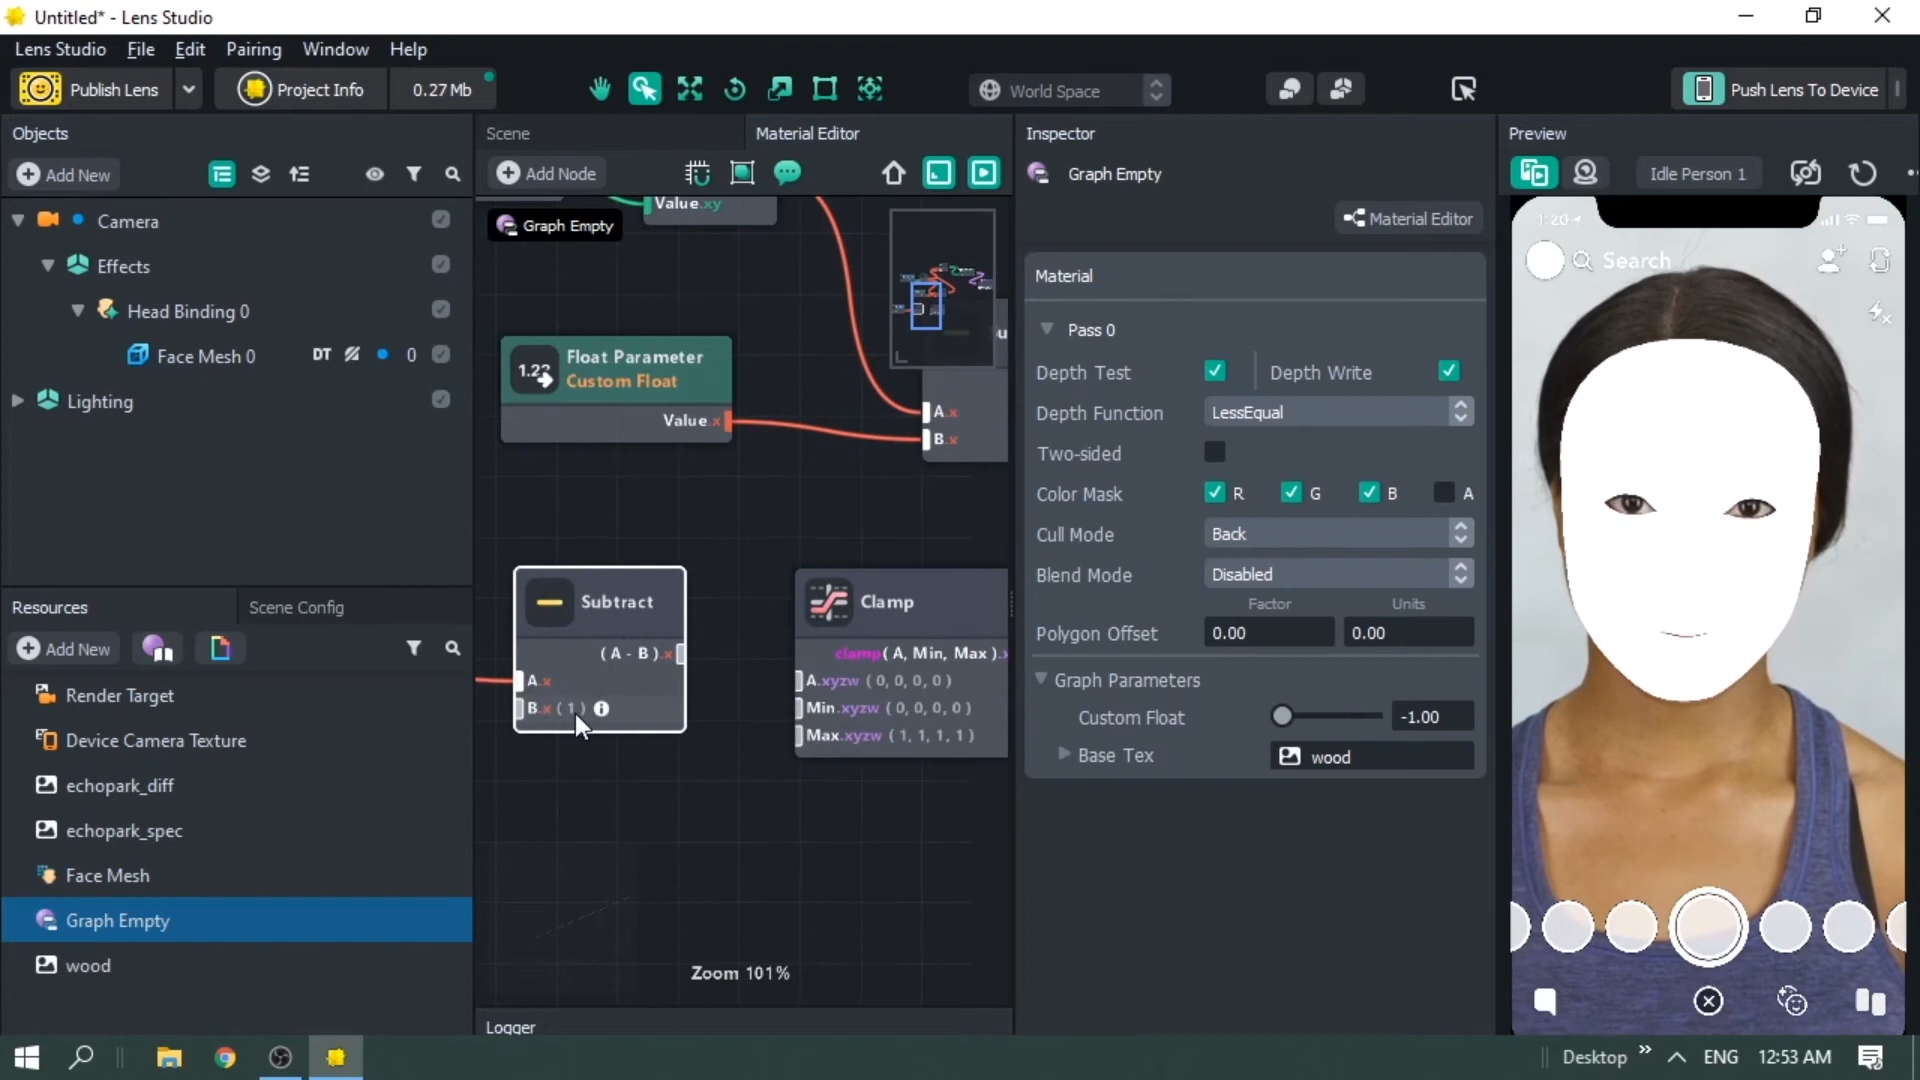 Untitled* - Lens Studio
Lens Studio File Edit Pairing Window Help
Publish Lens Project Info 0.27 Mb World Space Push Lens To Device
Objects
Add New
Camera
Effects
Head Binding 0
Face Mesh 0 DT 0
Lighting
Resources Scene Config
Add New
Render Target
Device Camera Texture
echopark_diff
echopark_spec
Face Mesh
Graph Empty
wood
Scene Material Editor
Add Node
Value.xy
Graph Empty
1.23 Float Parameter
Custom Float
Value.x
A.x
B.x
Subtract
( A - B ).x
A.x
B.x ( 1 )
Clamp
clamp( A, Min, Max ).x
A.xyzw ( 0, 0, 0, 0 )
Min.xyzw ( 0, 0, 0, 0 )
Max.xyzw ( 1, 1, 1, 1 )
Zoom 101%
Logger
Inspector
Graph Empty
Material Editor
Material
Pass 0
Depth Test Depth Write
Depth Function LessEqual
Two-sided
Color Mask R G B A
Cull Mode Back
Blend Mode Disabled
Factor Units
Polygon Offset 0.00 0.00
Graph Parameters
Custom Float -1.00
Base Tex wood
Preview
Idle Person 1
1:20
Search
Desktop ENG 12:53 AM